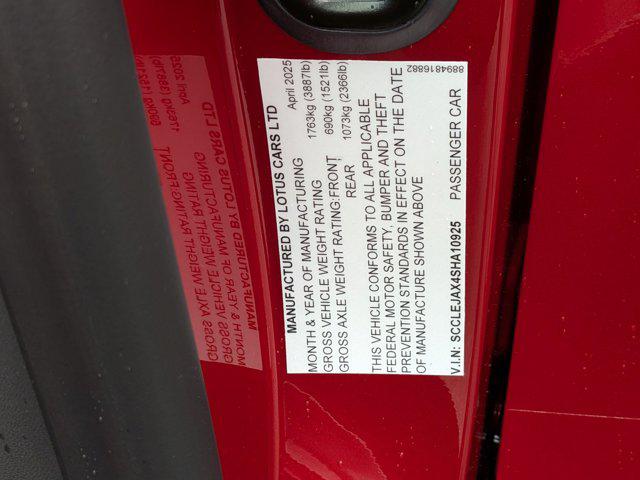 MANUFACTURED BY LOTUS CARS LTD
MONTH & YEAR OF MANUFACTURING April 2025
GROSS VEHICLE WEIGHT RATING 1763kg (3887lb)
GROSS AXLE WEIGHT RATING:FRONT 690kg (1521lb)
REAR 1073kg (2366lb)
THIS VEHICLE CONFORMS TO ALL APPLICABLE
FEDERAL MOTOR SAFETY, BUMPER AND THEFT
PREVENTION STANDARDS IN EFFECT ON THE DATE
OF MANUFACTURE SHOWN ABOVE
V.I.N: SCCLEJAX4SHA10925 PASSENGER CAR 8894816882